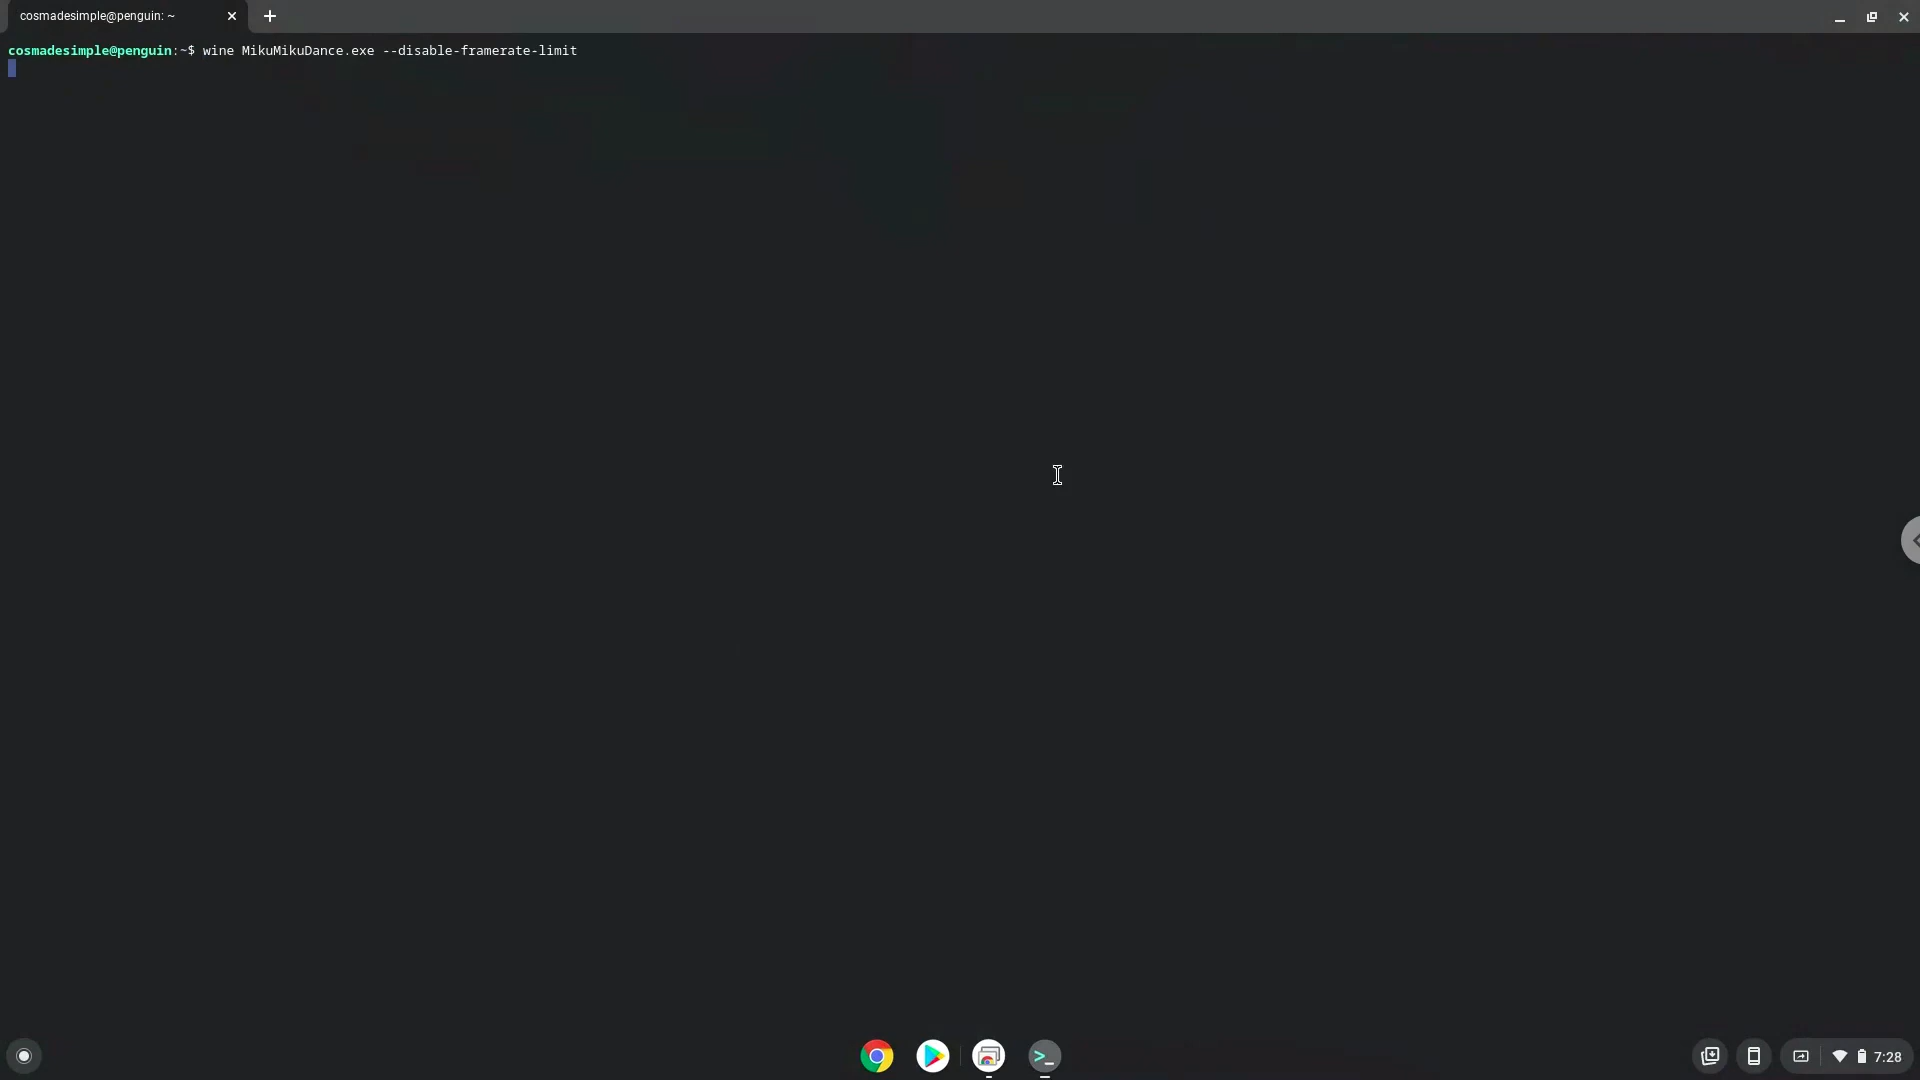 cosmadesimple@penguin: ~
cosmadesimple@penguin:~$ wine MikuMikuDance.exe --disable-framerate-limit
7:28